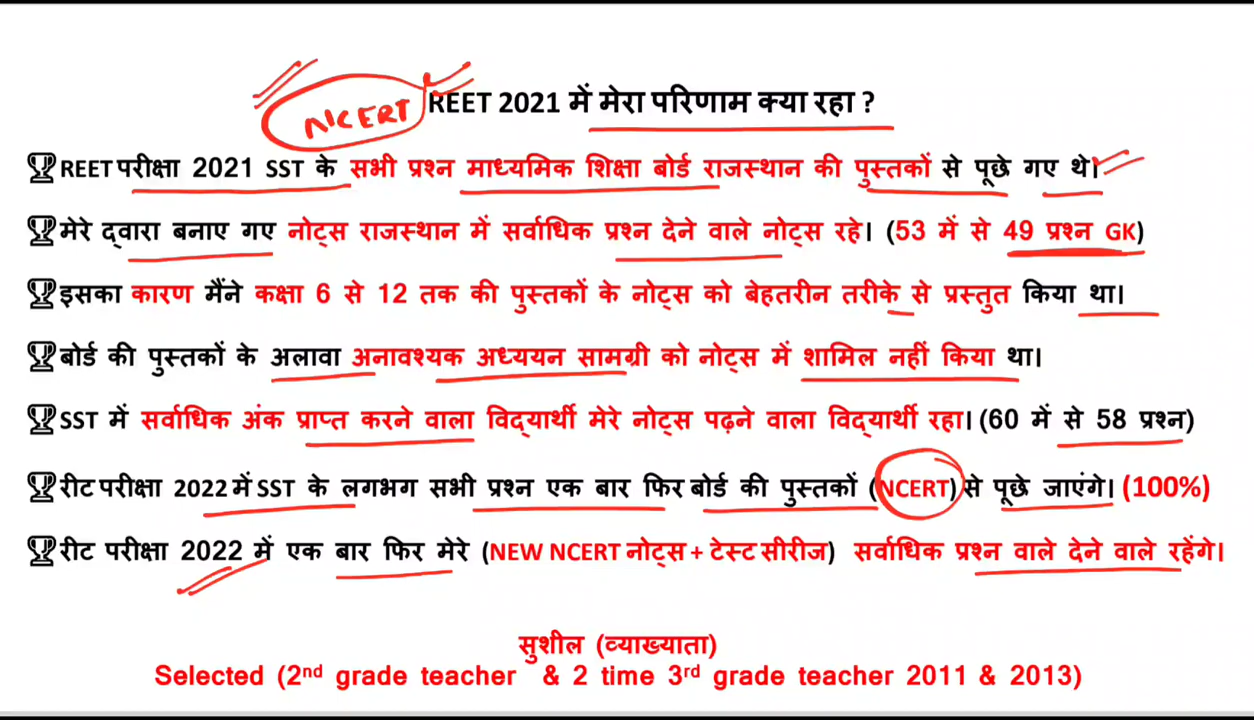 NCERT
REET 2021 में मेरा परिणाम क्या रहा ?
🏆REET परीक्षा 2021 SST के सभी प्रश्न माध्यमिक शिक्षा बोर्ड राजस्थान की पुस्तकों से पूछे गए थे।
🏆मेरे द्वारा बनाए गए नोट्स राजस्थान में सर्वाधिक प्रश्न देने वाले नोट्स रहे। (53 में से 49 प्रश्न GK)
🏆इसका कारण मैंने कक्षा 6 से 12 तक की पुस्तकों के नोट्स को बेहतरीन तरीके से प्रस्तुत किया था।
🏆बोर्ड की पुस्तकों के अलावा अनावश्यक अध्ययन सामग्री को नोट्स में शामिल नहीं किया था।
🏆SST में सर्वाधिक अंक प्राप्त करने वाला विद्यार्थी मेरे नोट्स पढ़ने वाला विद्यार्थी रहा। (60 में से 58 प्रश्न)
🏆रीट परीक्षा 2022 में SST के लगभग सभी प्रश्न एक बार फिर बोर्ड की पुस्तकों (NCERT) से पूछे जाएंगे। (100%)
🏆रीट परीक्षा 2022 में एक बार फिर मेरे (NEW NCERT नोट्स + टेस्ट सीरीज) सर्वाधिक प्रश्न वाले देने वाले रहेंगे।
सुशील (व्याख्याता)
Selected (2nd grade teacher & 2 time 3rd grade teacher 2011 & 2013)